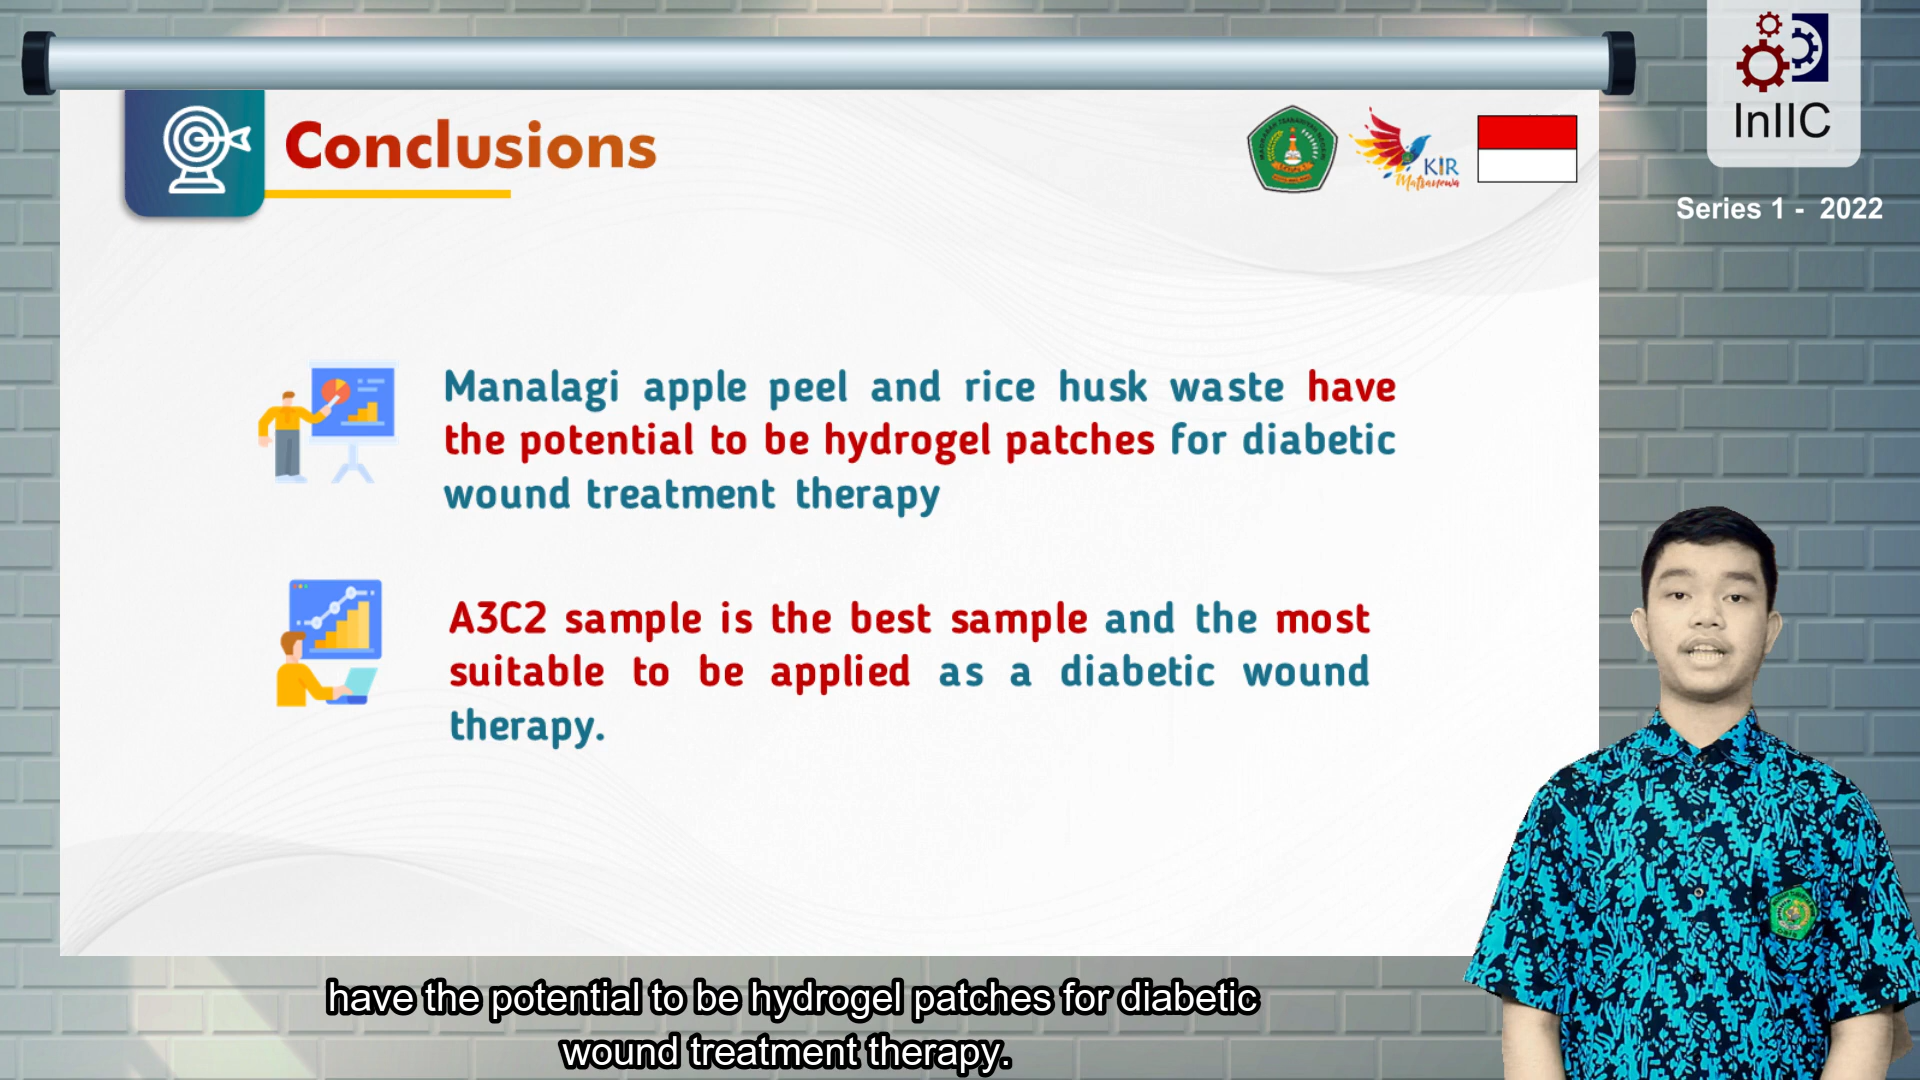 InIIC
Series 1 - 2022
Conclusions
KIR
Matsanewa
Manalagi apple peel and rice husk waste have
the potential to be hydrogel patches for diabetic
wound treatment therapy
A3C2 sample is the best sample and the most
suitable to be applied as a diabetic wound
therapy.
have the potential to be hydrogel patches for diabetic
wound treatment therapy.